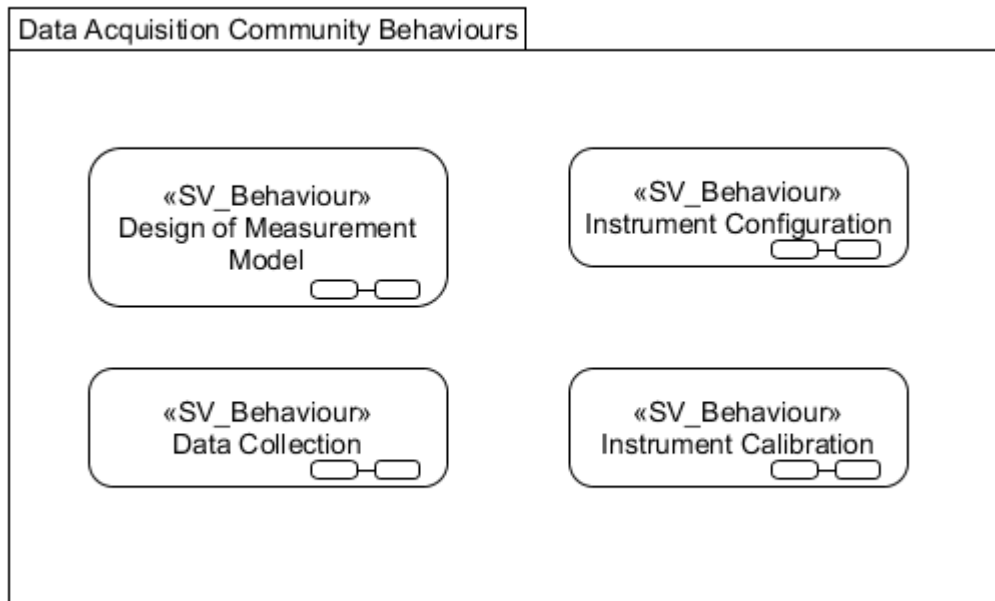 Data Acquisition Community Behaviours
«SV_Behaviour»
Design of Measurement
Model
«SV_Behaviour»
Instrument Configuration
«SV_Behaviour»
Data Collection
«SV_Behaviour»
Instrument Calibration